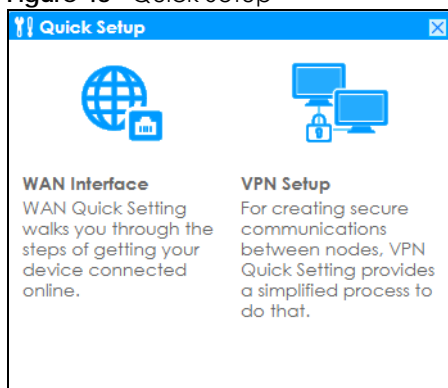 Quick Setup
WAN Interface
WAN Quick Setting
walks you through the
steps of getting your
device connected
online.
VPN Setup
For creating secure
communications
between nodes, VPN
Quick Setting provides
a simplified process to
do that.